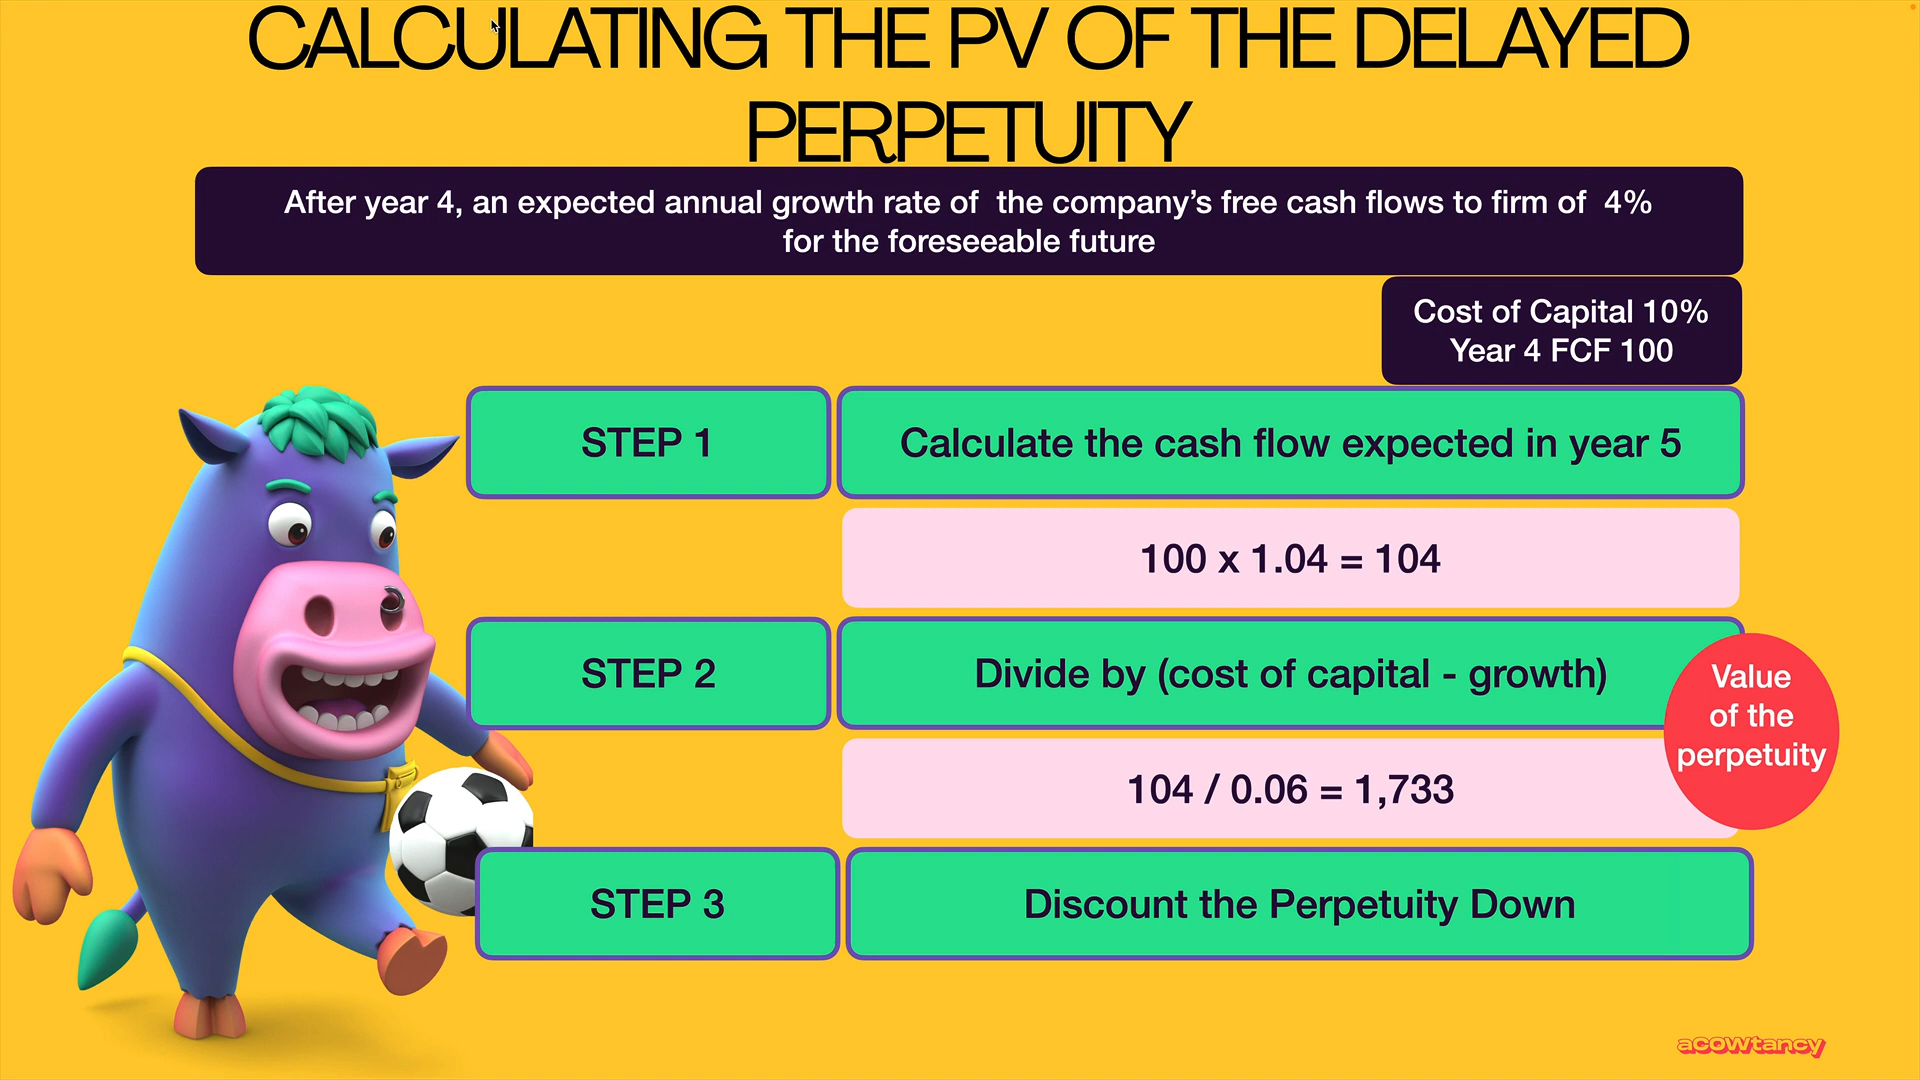 CALCULATING THE PV OF THE DELAYED
PERPETUITY
After year 4, an expected annual growth rate of the company's free cash flows to firm of 4%
for the foreseeable future
Cost of Capital 10%
Year 4 FCF 100
STEP 1
Calculate the cash flow expected in year 5
100 x 1.04 = 104
STEP 2
Divide by (cost of capital - growth)
Value
of the
perpetuity
104 / 0.06 = 1,733
STEP 3
Discount the Perpetuity Down
acowtancy